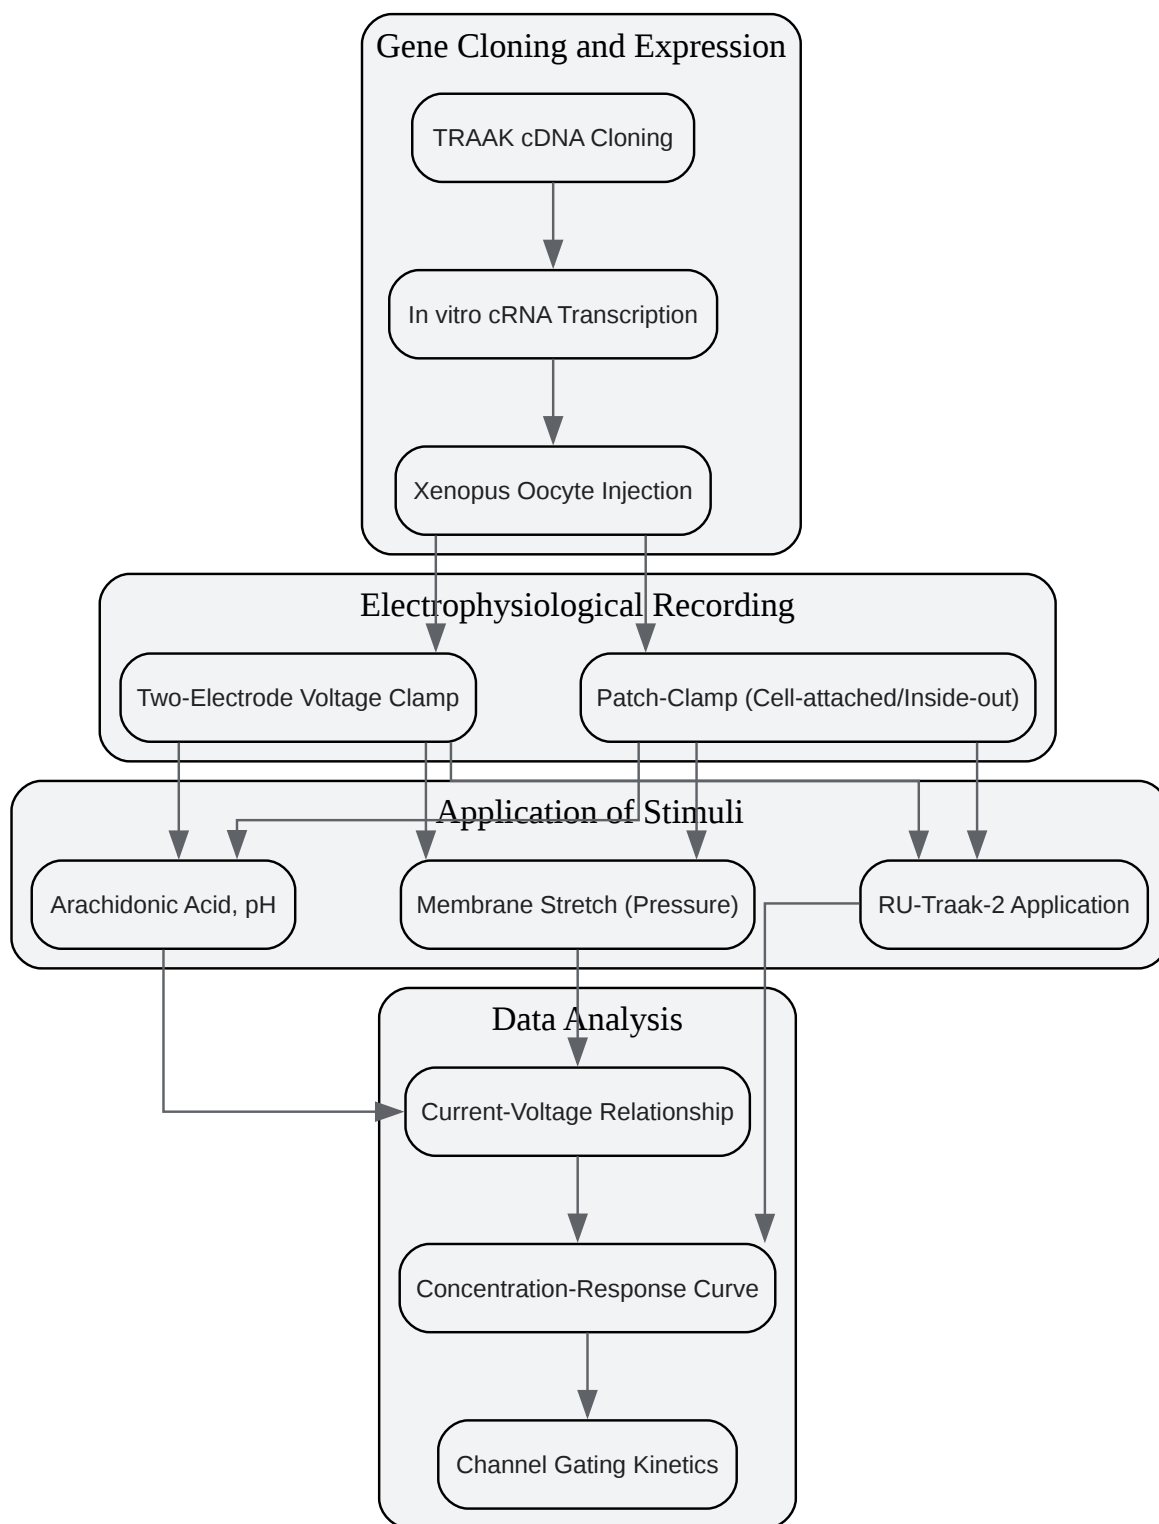 Gene Cloning and Expression
TRAAK cDNA Cloning
In vitro cRNA Transcription
Xenopus Oocyte Injection
Electrophysiological Recording
Two-Electrode Voltage Clamp
Patch-Clamp (Cell-attached/Inside-out)
Application of Stimuli
Arachidonic Acid, pH
Membrane Stretch (Pressure)
RU-Traak-2 Application
Data Analysis
Current-Voltage Relationship
Concentration-Response Curve
Channel Gating Kinetics